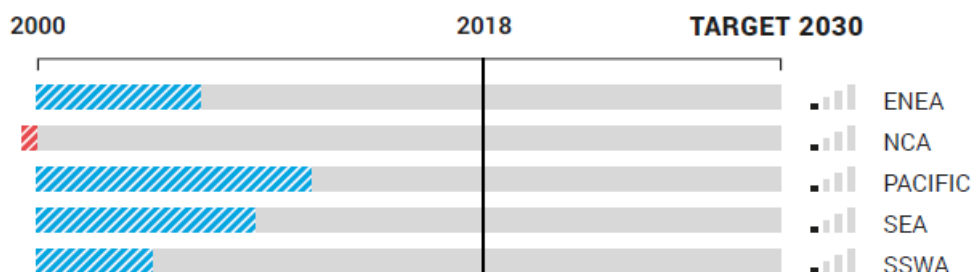 2000 2018 TARGET 2030
ENEA
NCA
PACIFIC
SEA
SSWA